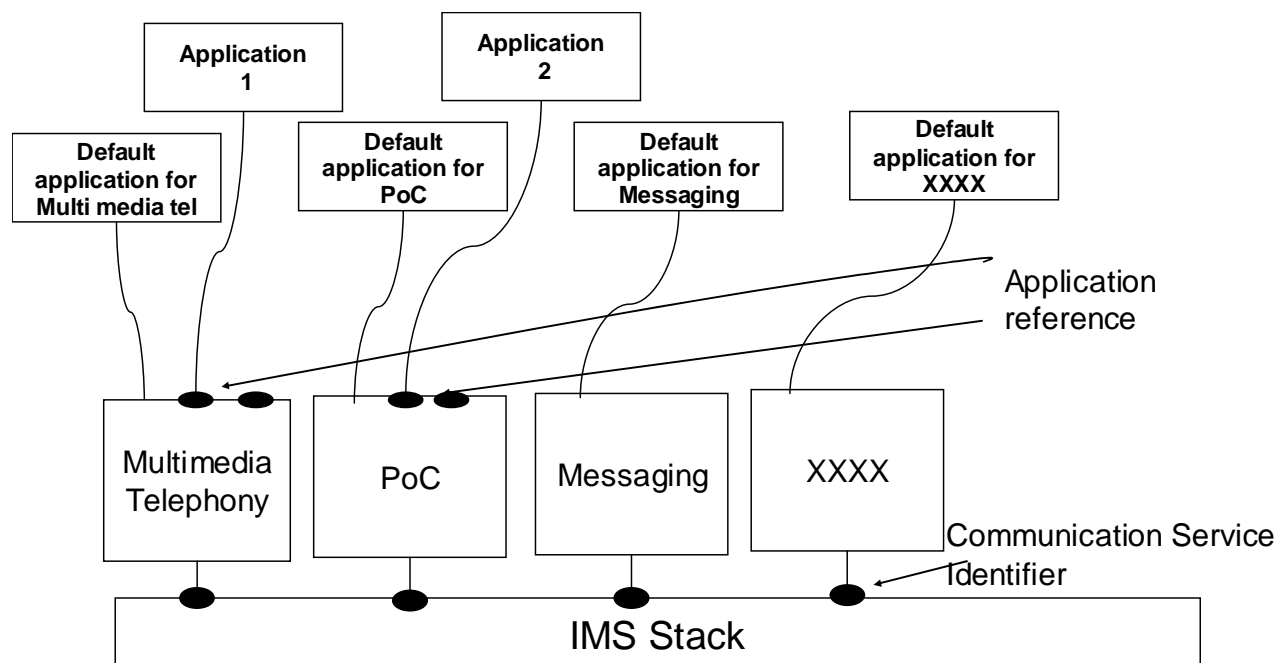 Application
1
Application
2
Default
application for
Multi media tel
Default
application for
PoC
Default
application for
Messaging
Default
application for
XXXX
Application
reference
Multimedia
Telephony
PoC
Messaging
XXXX
Communication Service
Identifier
IMS Stack